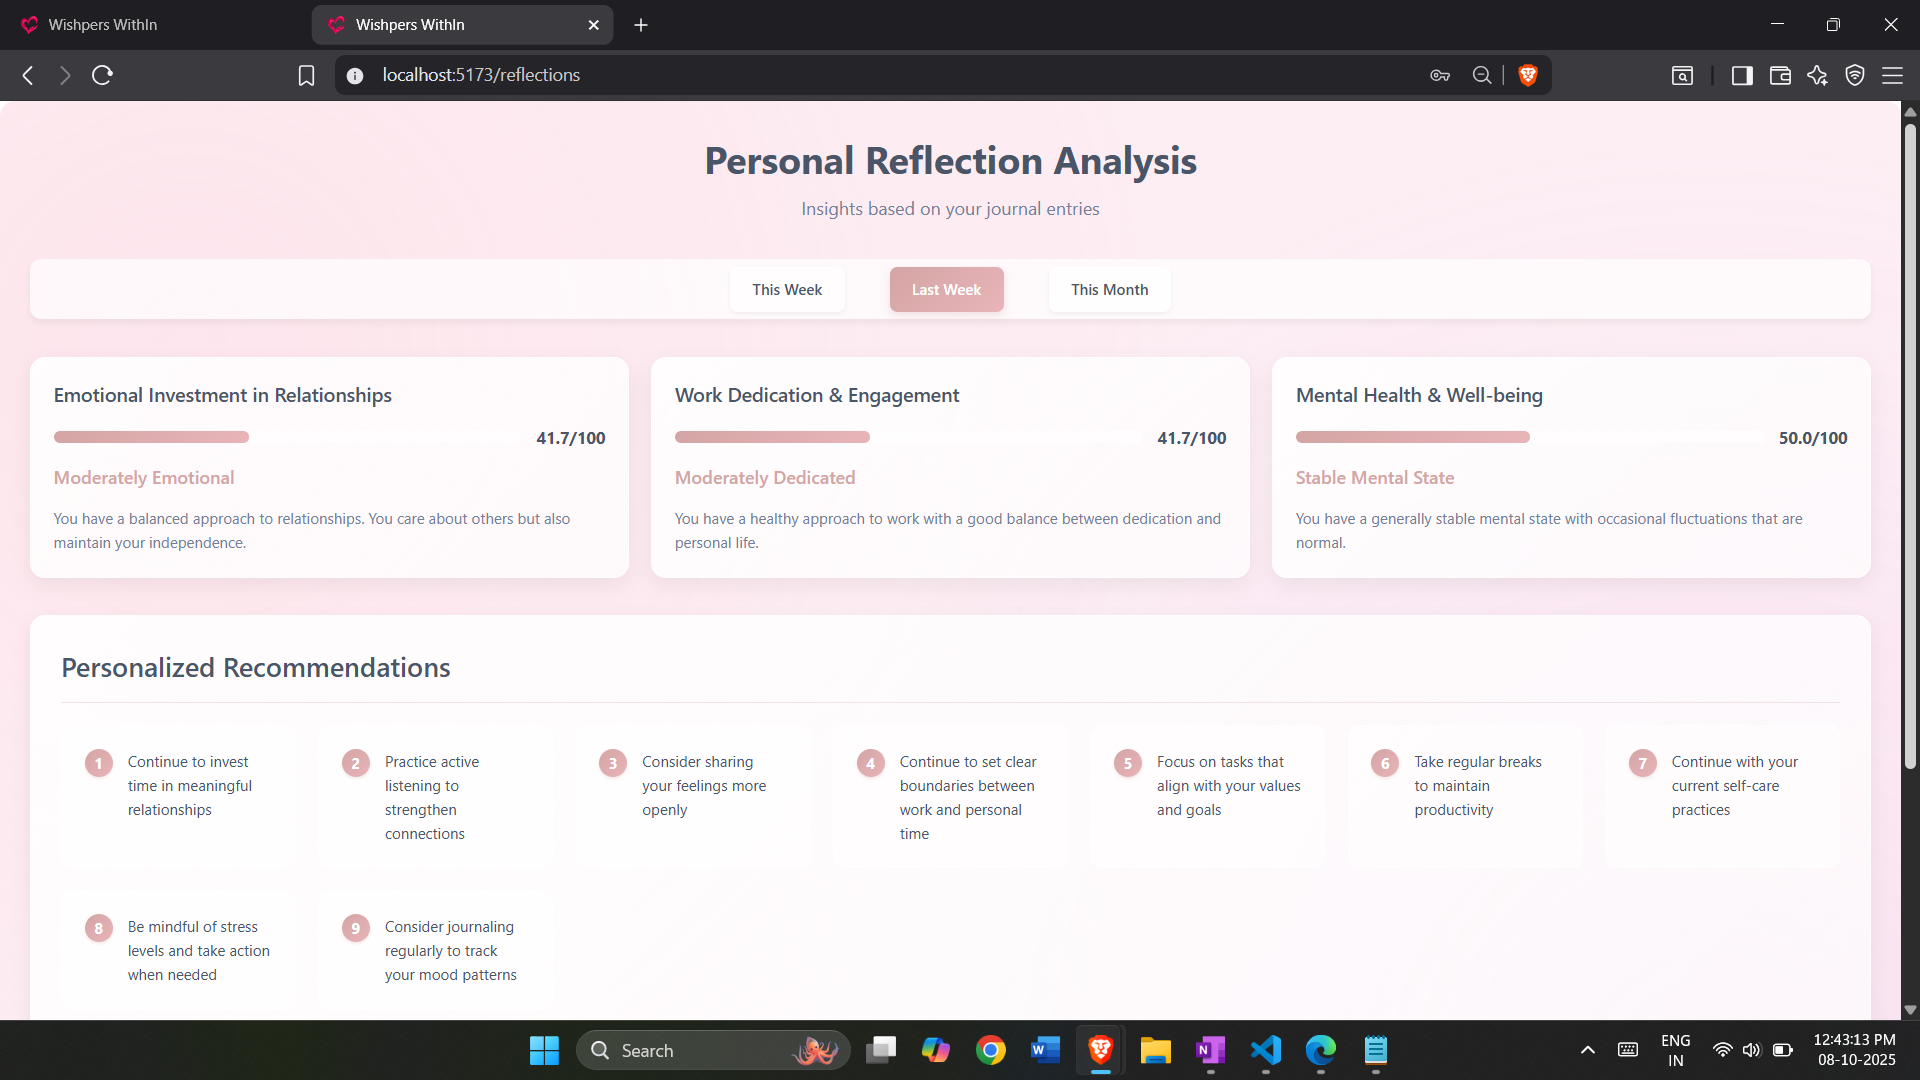 Wishpers WithIn
Wishpers WithIn
localhost:5173/reflections
Personal Reflection Analysis
Insights based on your journal entries
This Week
Last Week
This Month
Emotional Investment in Relationships
41.7/100
Moderately Emotional
You have a balanced approach to relationships. You care about others but also
maintain your independence.
Work Dedication & Engagement
41.7/100
Moderately Dedicated
You have a healthy approach to work with a good balance between dedication and
personal life.
Mental Health & Well-being
50.0/100
Stable Mental State
You have a generally stable mental state with occasional fluctuations that are
normal.
Personalized Recommendations
1
Continue to invest
time in meaningful
relationships
2
Practice active
listening to
strengthen
connections
3
Consider sharing
your feelings more
openly
4
Continue to set clear
boundaries between
work and personal
time
5
Focus on tasks that
align with your values
and goals
6
Take regular breaks
to maintain
productivity
7
Continue with your
current self-care
practices
8
Be mindful of stress
levels and take action
when needed
9
Consider journaling
regularly to track
your mood patterns
Search
ENG
IN
12:43:13 PM
08-10-2025